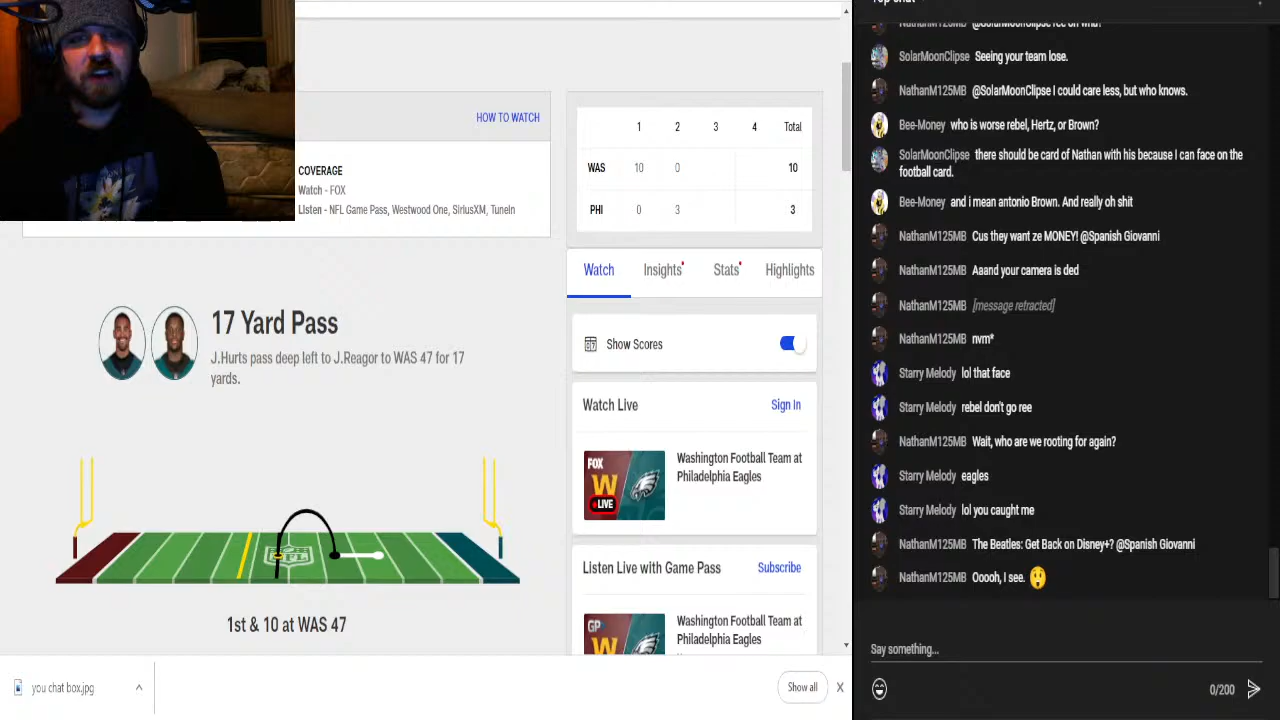 HOW TO WATCH
COVERAGE
Watch - FOX
Listen - NFL Game Pass, Westwood One, SiriusXM, TuneIn
1 2 3 4 Total
WAS 10 0 10
PHI 0 3 3
Watch Insights Stats Highlights
Show Scores
Watch Live Sign In
FOX
W
LIVE
Washington Football Team at
Philadelphia Eagles
Listen Live with Game Pass Subscribe
GP+
W
Washington Football Team at
Philadelphia Eagles
17 Yard Pass
J.Hurts pass deep left to J.Reagor to WAS 47 for 17
yards.
NFL
1st & 10 at WAS 47
you chat box.jpg
Show all
X
Top chat
NathanM125MB @SolarMoonClipse
SolarMoonClipse Seeing your team lose.
NathanM125MB @SolarMoonClipse I could care less, but who knows.
Bee-Money who is worse rebel, Hertz, or Brown?
SolarMoonClipse there should be card of Nathan with his because I can face on the
football card.
Bee-Money and i mean antonio Brown. And really oh shit
NathanM125MB Cus they want ze MONEY! @Spanish Giovanni
NathanM125MB Aaand your camera is ded
NathanM125MB [message retracted]
NathanM125MB nvm*
Starry Melody lol that face
Starry Melody rebel don't go ree
NathanM125MB Wait, who are we rooting for again?
Starry Melody eagles
Starry Melody lol you caught me
NathanM125MB The Beatles: Get Back on Disney+? @Spanish Giovanni
NathanM125MB Ooooh, I see. 😲
Say something...
0/200